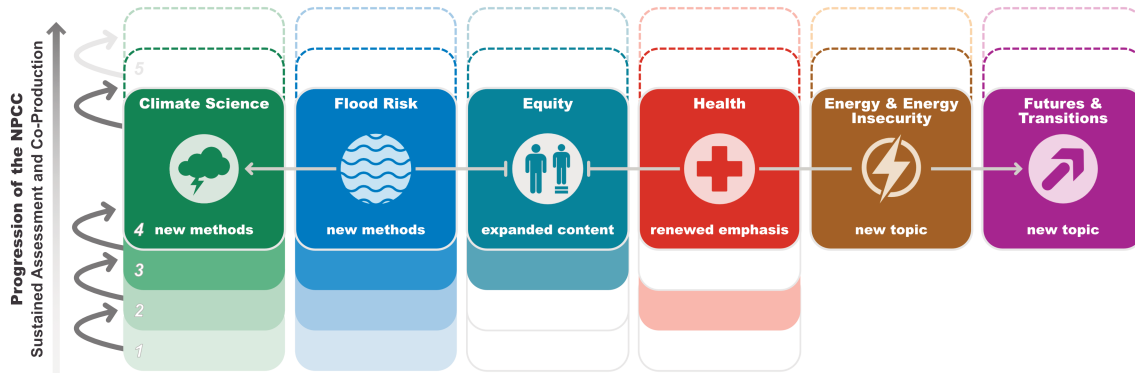 Progression of the NPCC
Sustained Assessment and Co-Production
5
4
3
2
1
Climate Science
new methods
Flood Risk
new methods
Equity
expanded content
Health
renewed emphasis
Energy & Energy
Insecurity
new topic
Futures &
Transitions
new topic